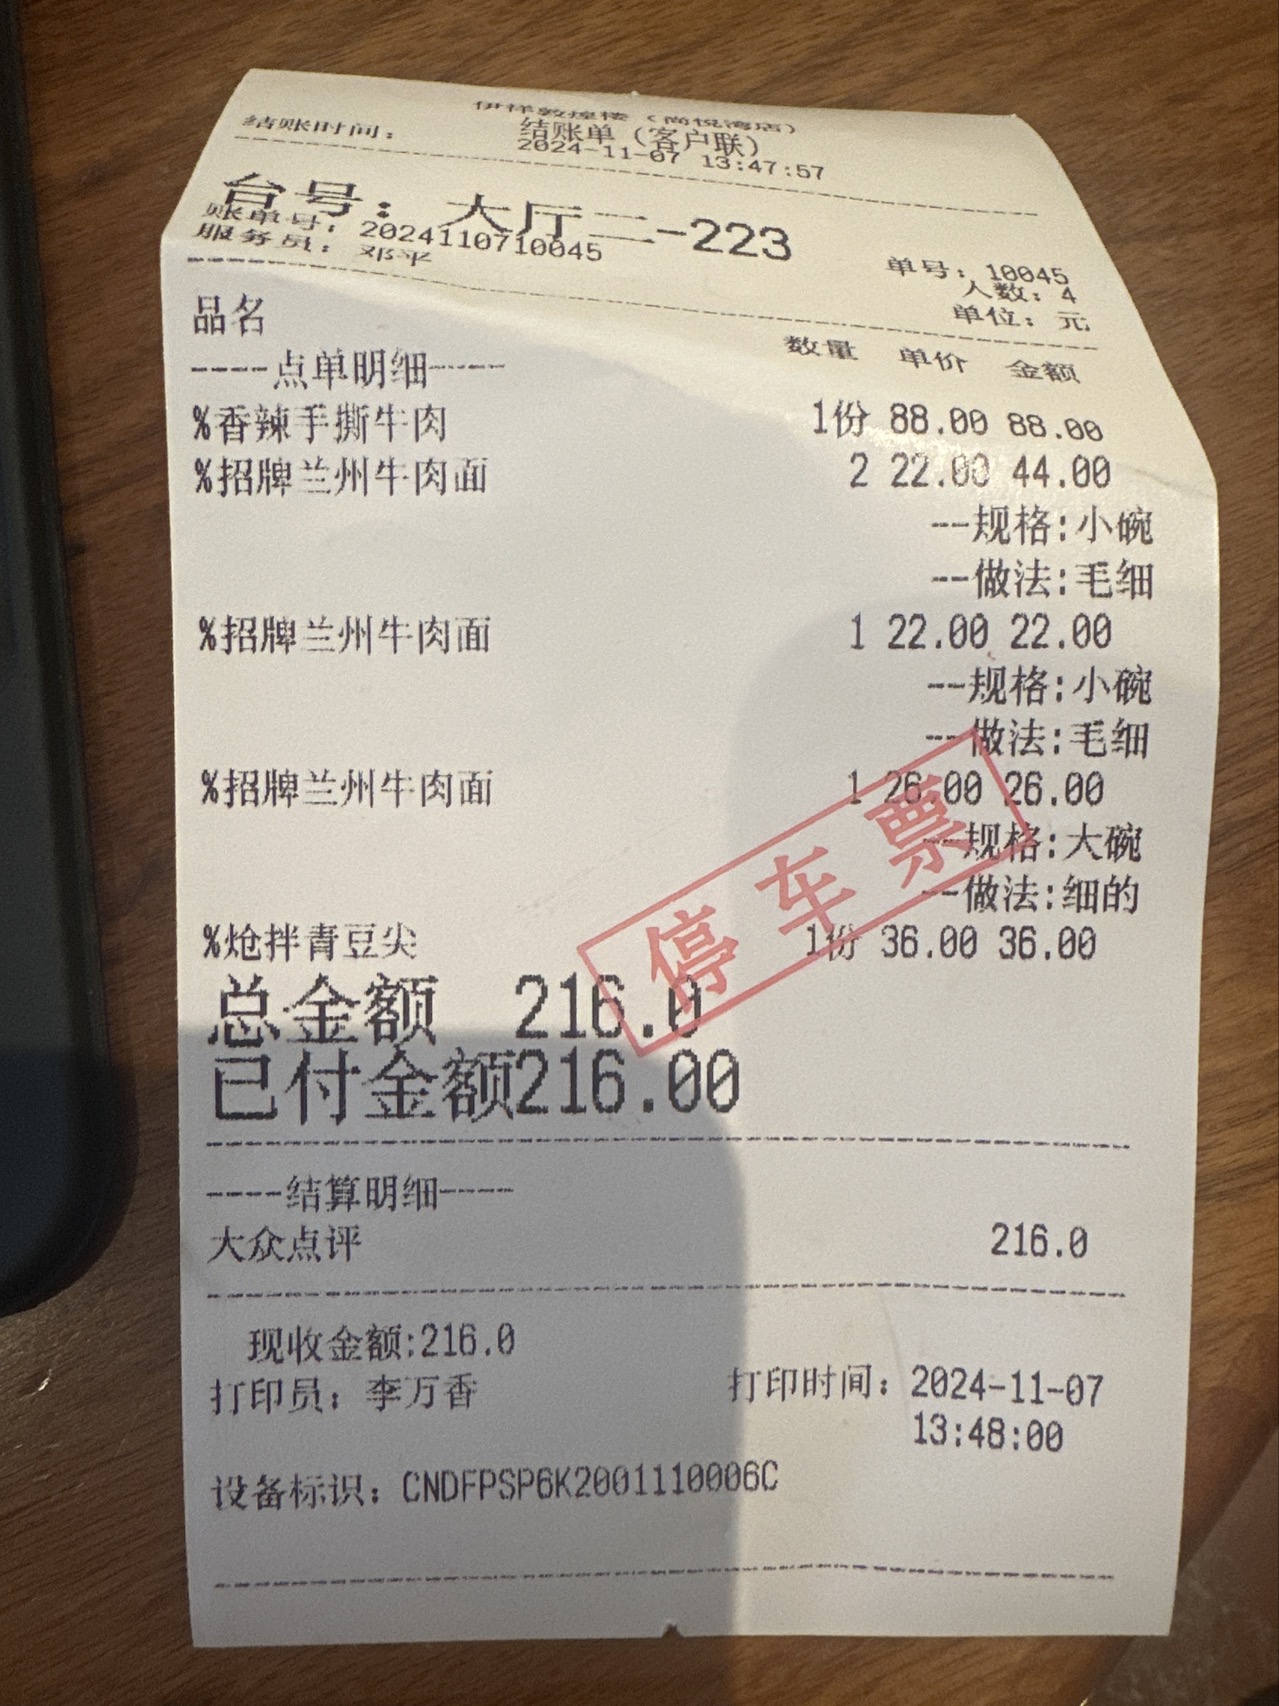 伊祥敦煌楼（尚悦湾店）
结账单（客户联）
结账时间： 2024-11-07 13:47:57
台号：大厅二-223
账单号：2024110710045 单号：10045
服务员：邓平 人数：4
单位：元
品名 数量 单价 金额
----点单明细----
%香辣手撕牛肉 1份 88.00 88.00
%招牌兰州牛肉面 2 22.00 44.00
--规格:小碗
--做法:毛细
%招牌兰州牛肉面 1 22.00 22.00
--规格:小碗
--做法:毛细
%招牌兰州牛肉面 1 26.00 26.00
--规格:大碗
--做法:细的
%炝拌青豆尖 1份 36.00 36.00
停车票
总金额 216.0
已付金额216.00
----结算明细----
大众点评 216.0
现收金额:216.0
打印员：李万香 打印时间：2024-11-07
13:48:00
设备标识：CNDFPSP6K2001110006C